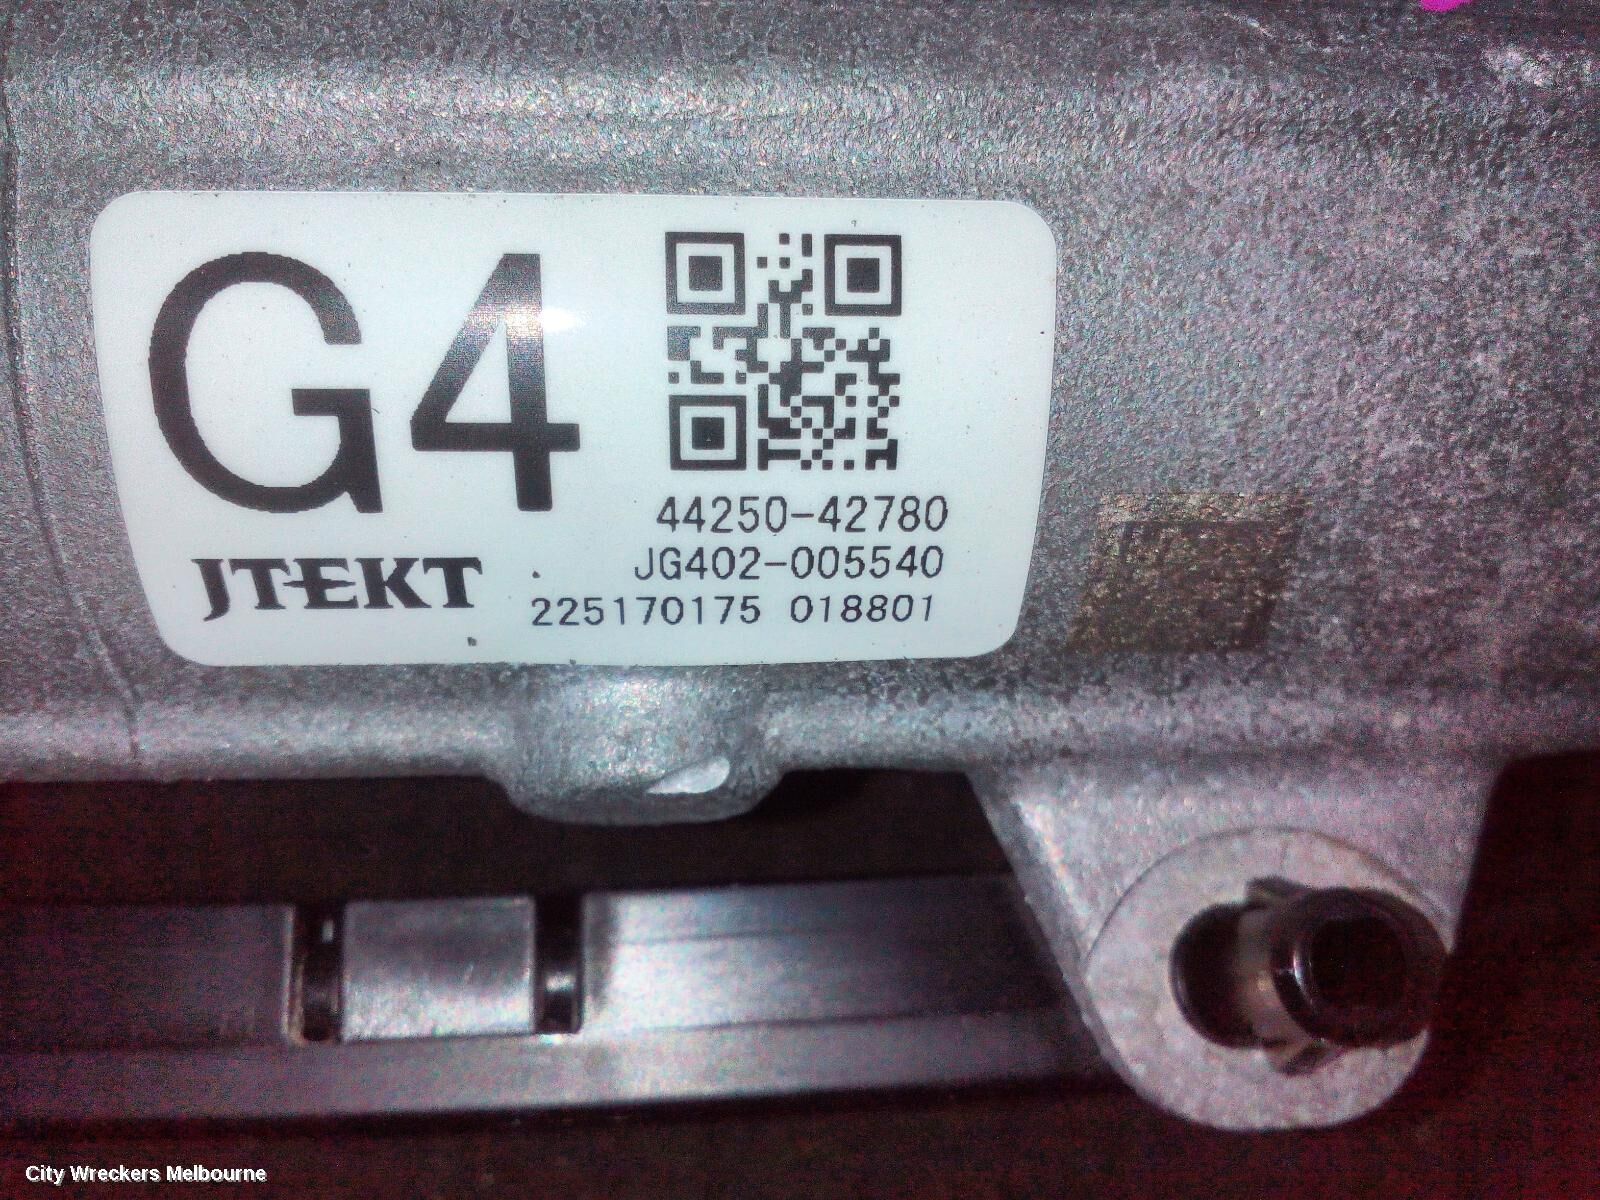 G4
44250-42780
JG402-005540
JTEKT
225170175 018801
City Wreckers Melbourne